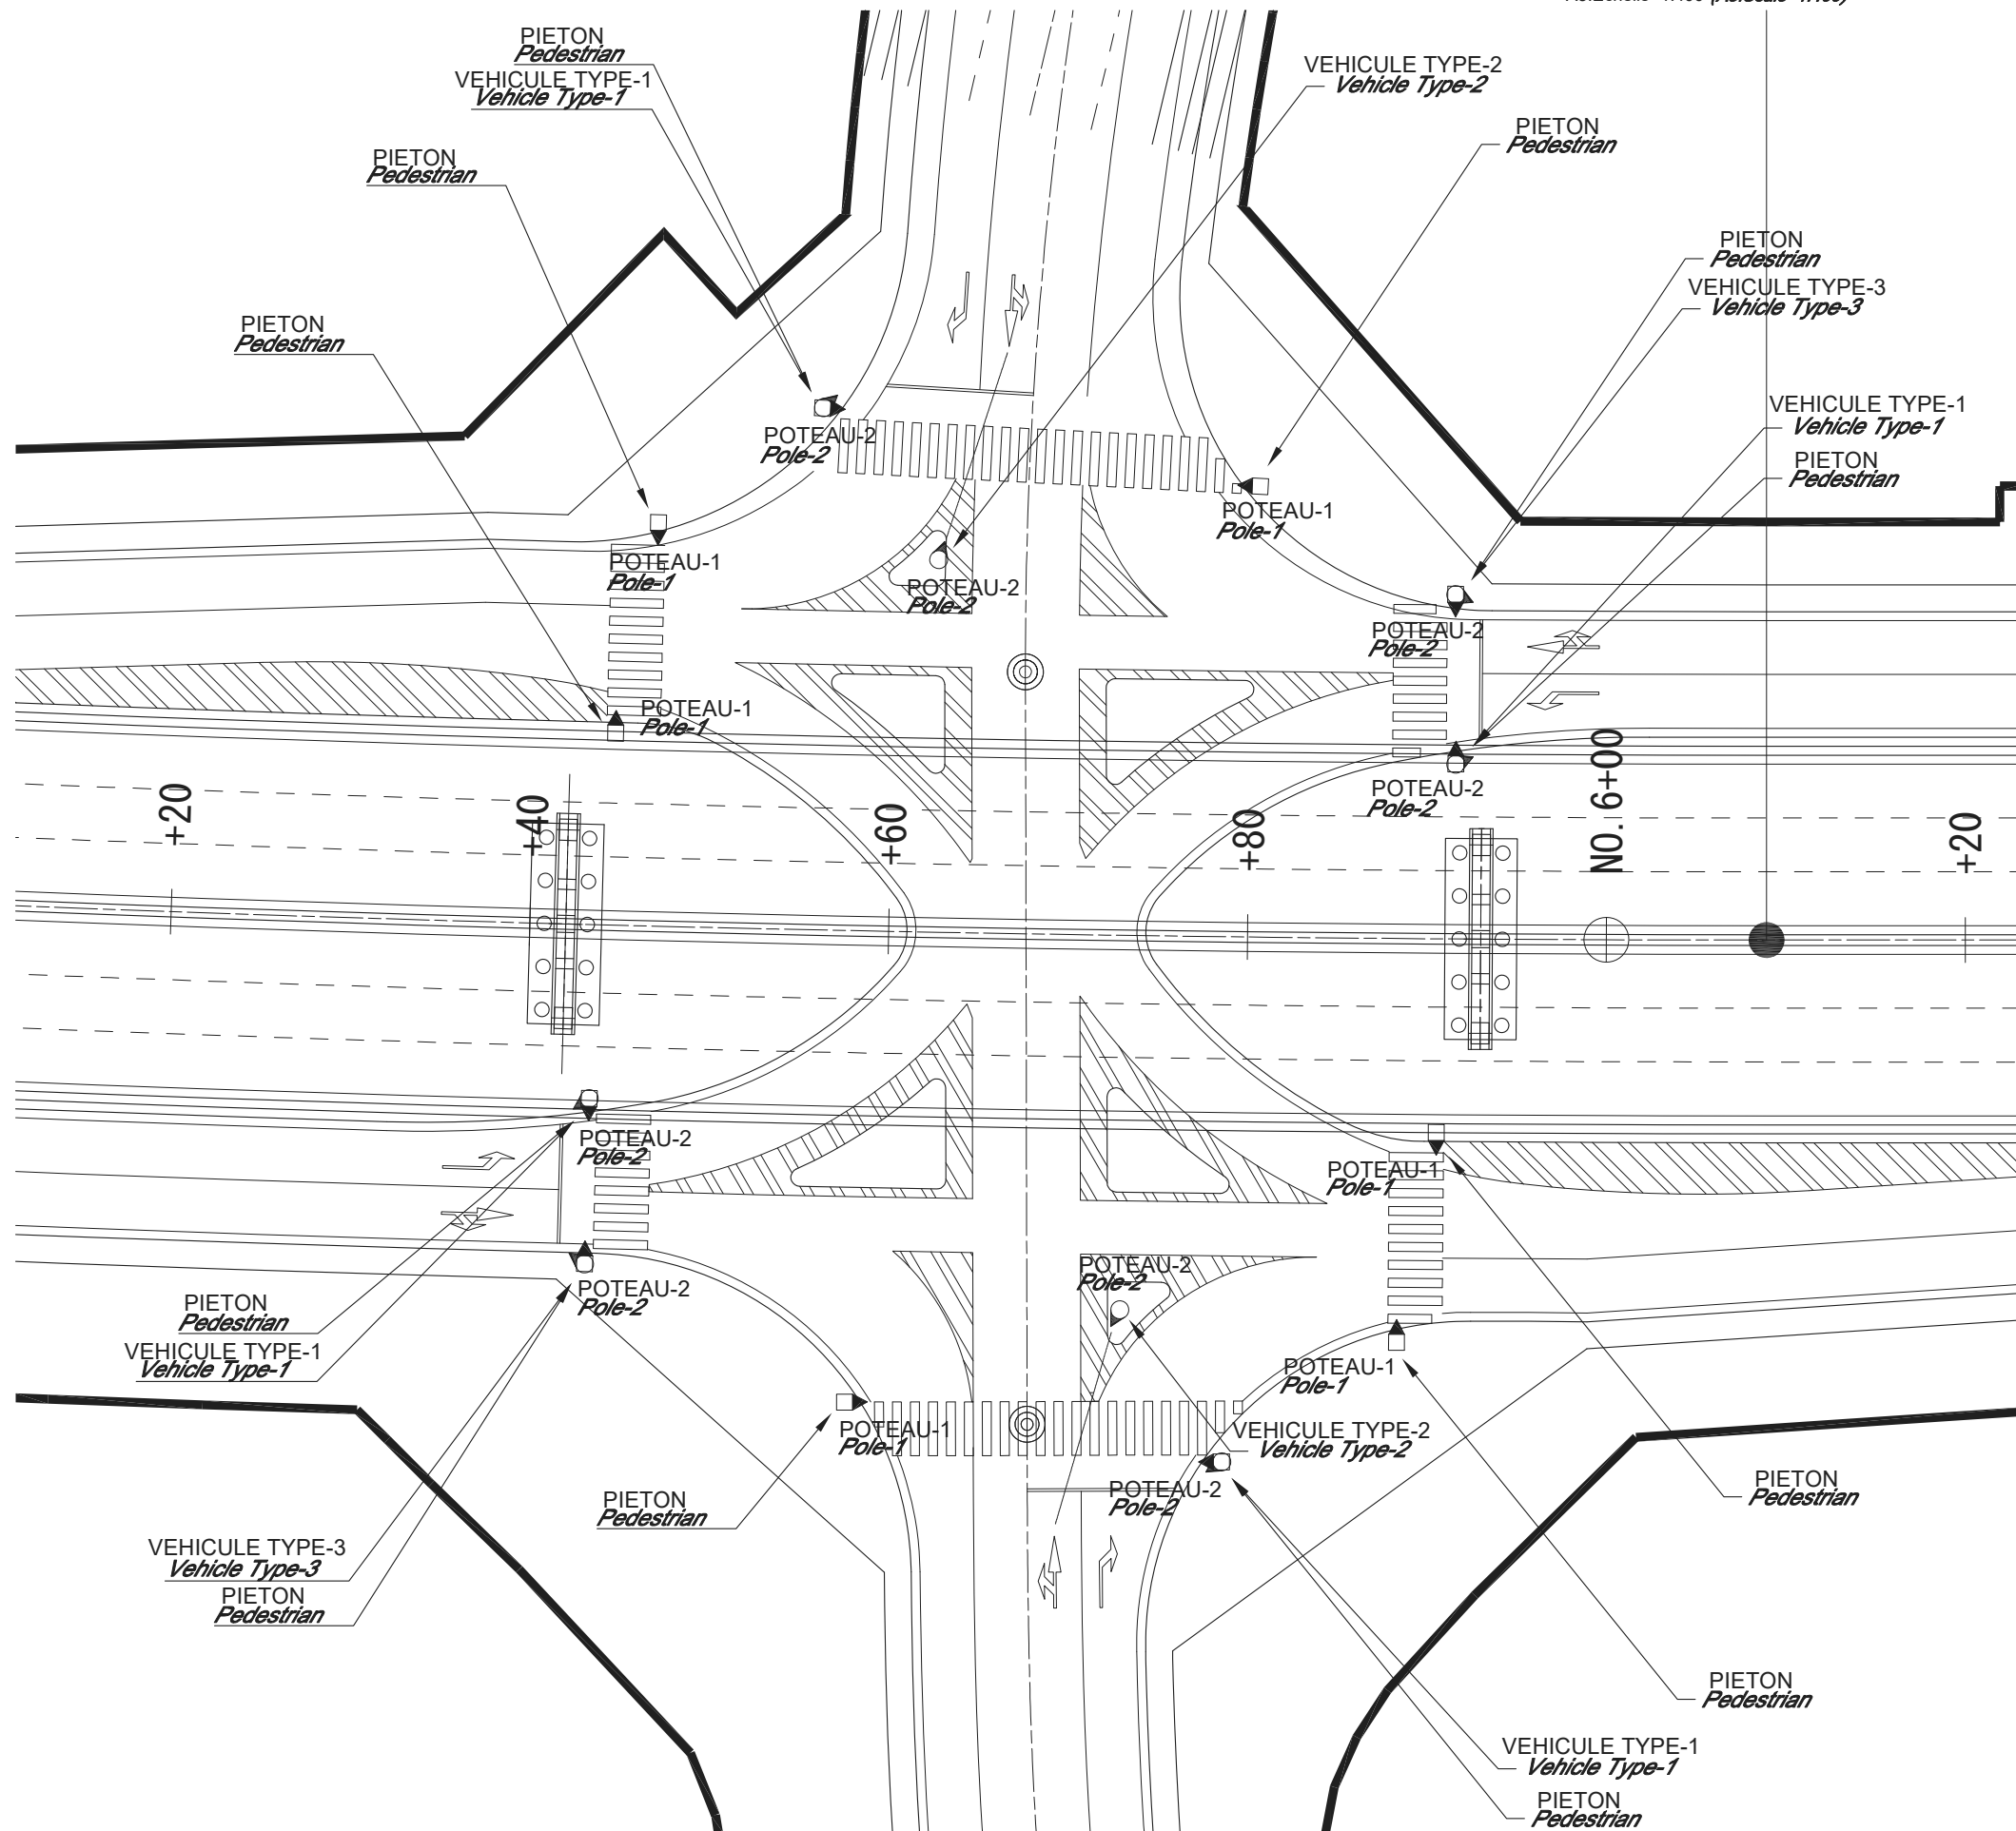 PIETON
Pedestrian
VEHICULE TYPE-1
Vehicle Type-1
VEHICULE TYPE-2
Vehicle Type-2
PIETON
Pedestrian
PIETON
Pedestrian
PIETON
Pedestrian
VEHICULE TYPE-3
Vehicle Type-3
PIETON
Pedestrian
VEHICULE TYPE-1
Vehicle Type-1
POTEAU-2
Pole-2
PIETON
Pedestrian
POTEAU-1
Pole-1
POTEAU-1
Pole-1
POTEAU-2
Pole-2
POTEAU-2
Pole-2
POTEAU-1
Pole-1
POTEAU-2
Pole-2
+20
+40
+60
+80
NO. 6+00
+20
POTEAU-2
Pole-2
POTEAU-1
Pole-1
POTEAU-2
Pole-2
POTEAU-2
Pole-2
PIETON
Pedestrian
VEHICULE TYPE-1
Vehicle Type-1
POTEAU-1
Pole-1
POTEAU-1
Pole-1
VEHICULE TYPE-2
Vehicle Type-2
POTEAU-2
Pole-2
PIETON
Pedestrian
PIETON
Pedestrian
VEHICULE TYPE-3
Vehicle Type-3
PIETON
Pedestrian
PIETON
Pedestrian
VEHICULE TYPE-1
Vehicle Type-1
PIETON
Pedestrian